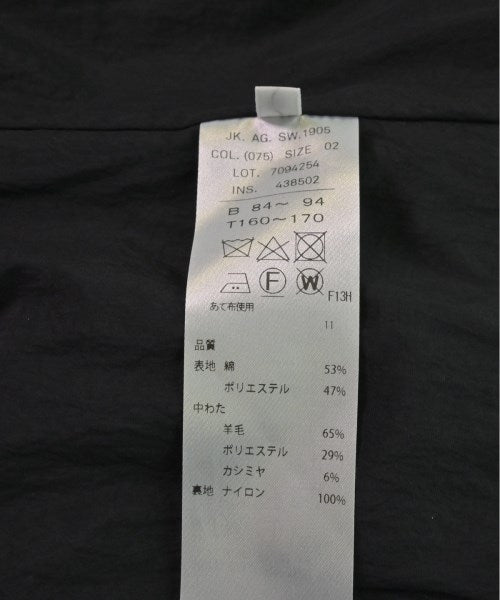 JK. AG. SW.1905
COL. (075) SIZE 02
LOT. 7094254
INS. 438502
B 84～ 94
T160～170
F W F13H
あて布使用
11
品質
表地 綿 53%
ポリエステル 47%
中わた
羊毛 65%
ポリエステル 29%
カシミヤ 6%
裏地 ナイロン 100%